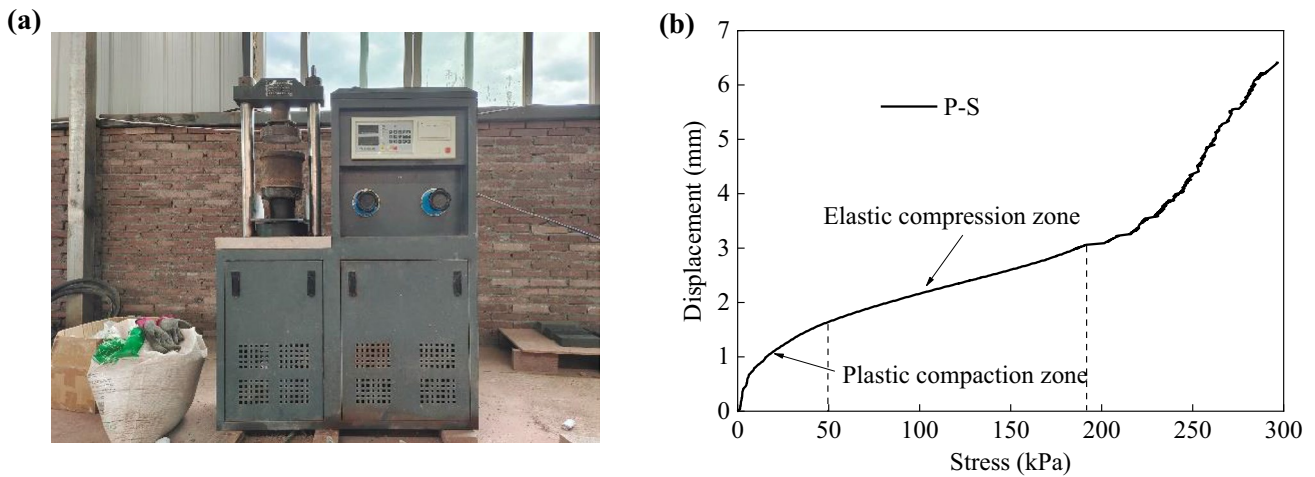 (a)
(b)
7
6
5
4
3
2
1
0
Displacement (mm)
P-S
Elastic compression zone
Plastic compaction zone
0 50 100 150 200 250 300
Stress (kPa)